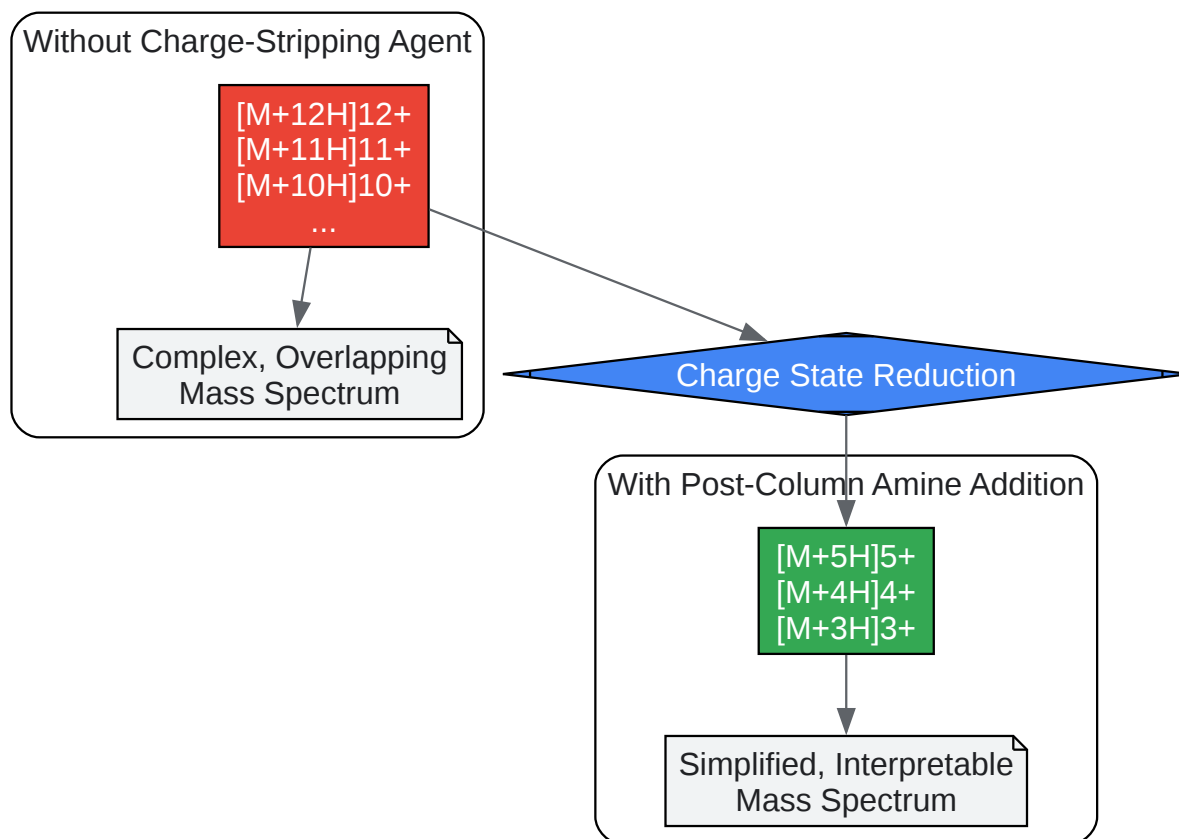 Without Charge-Stripping Agent
[M+12H]12+
[M+11H]11+
[M+10H]10+
...
Complex, Overlapping
Mass Spectrum
Charge State Reduction
With Post-Column Amine Addition
[M+5H]5+
[M+4H]4+
[M+3H]3+
Simplified, Interpretable
Mass Spectrum